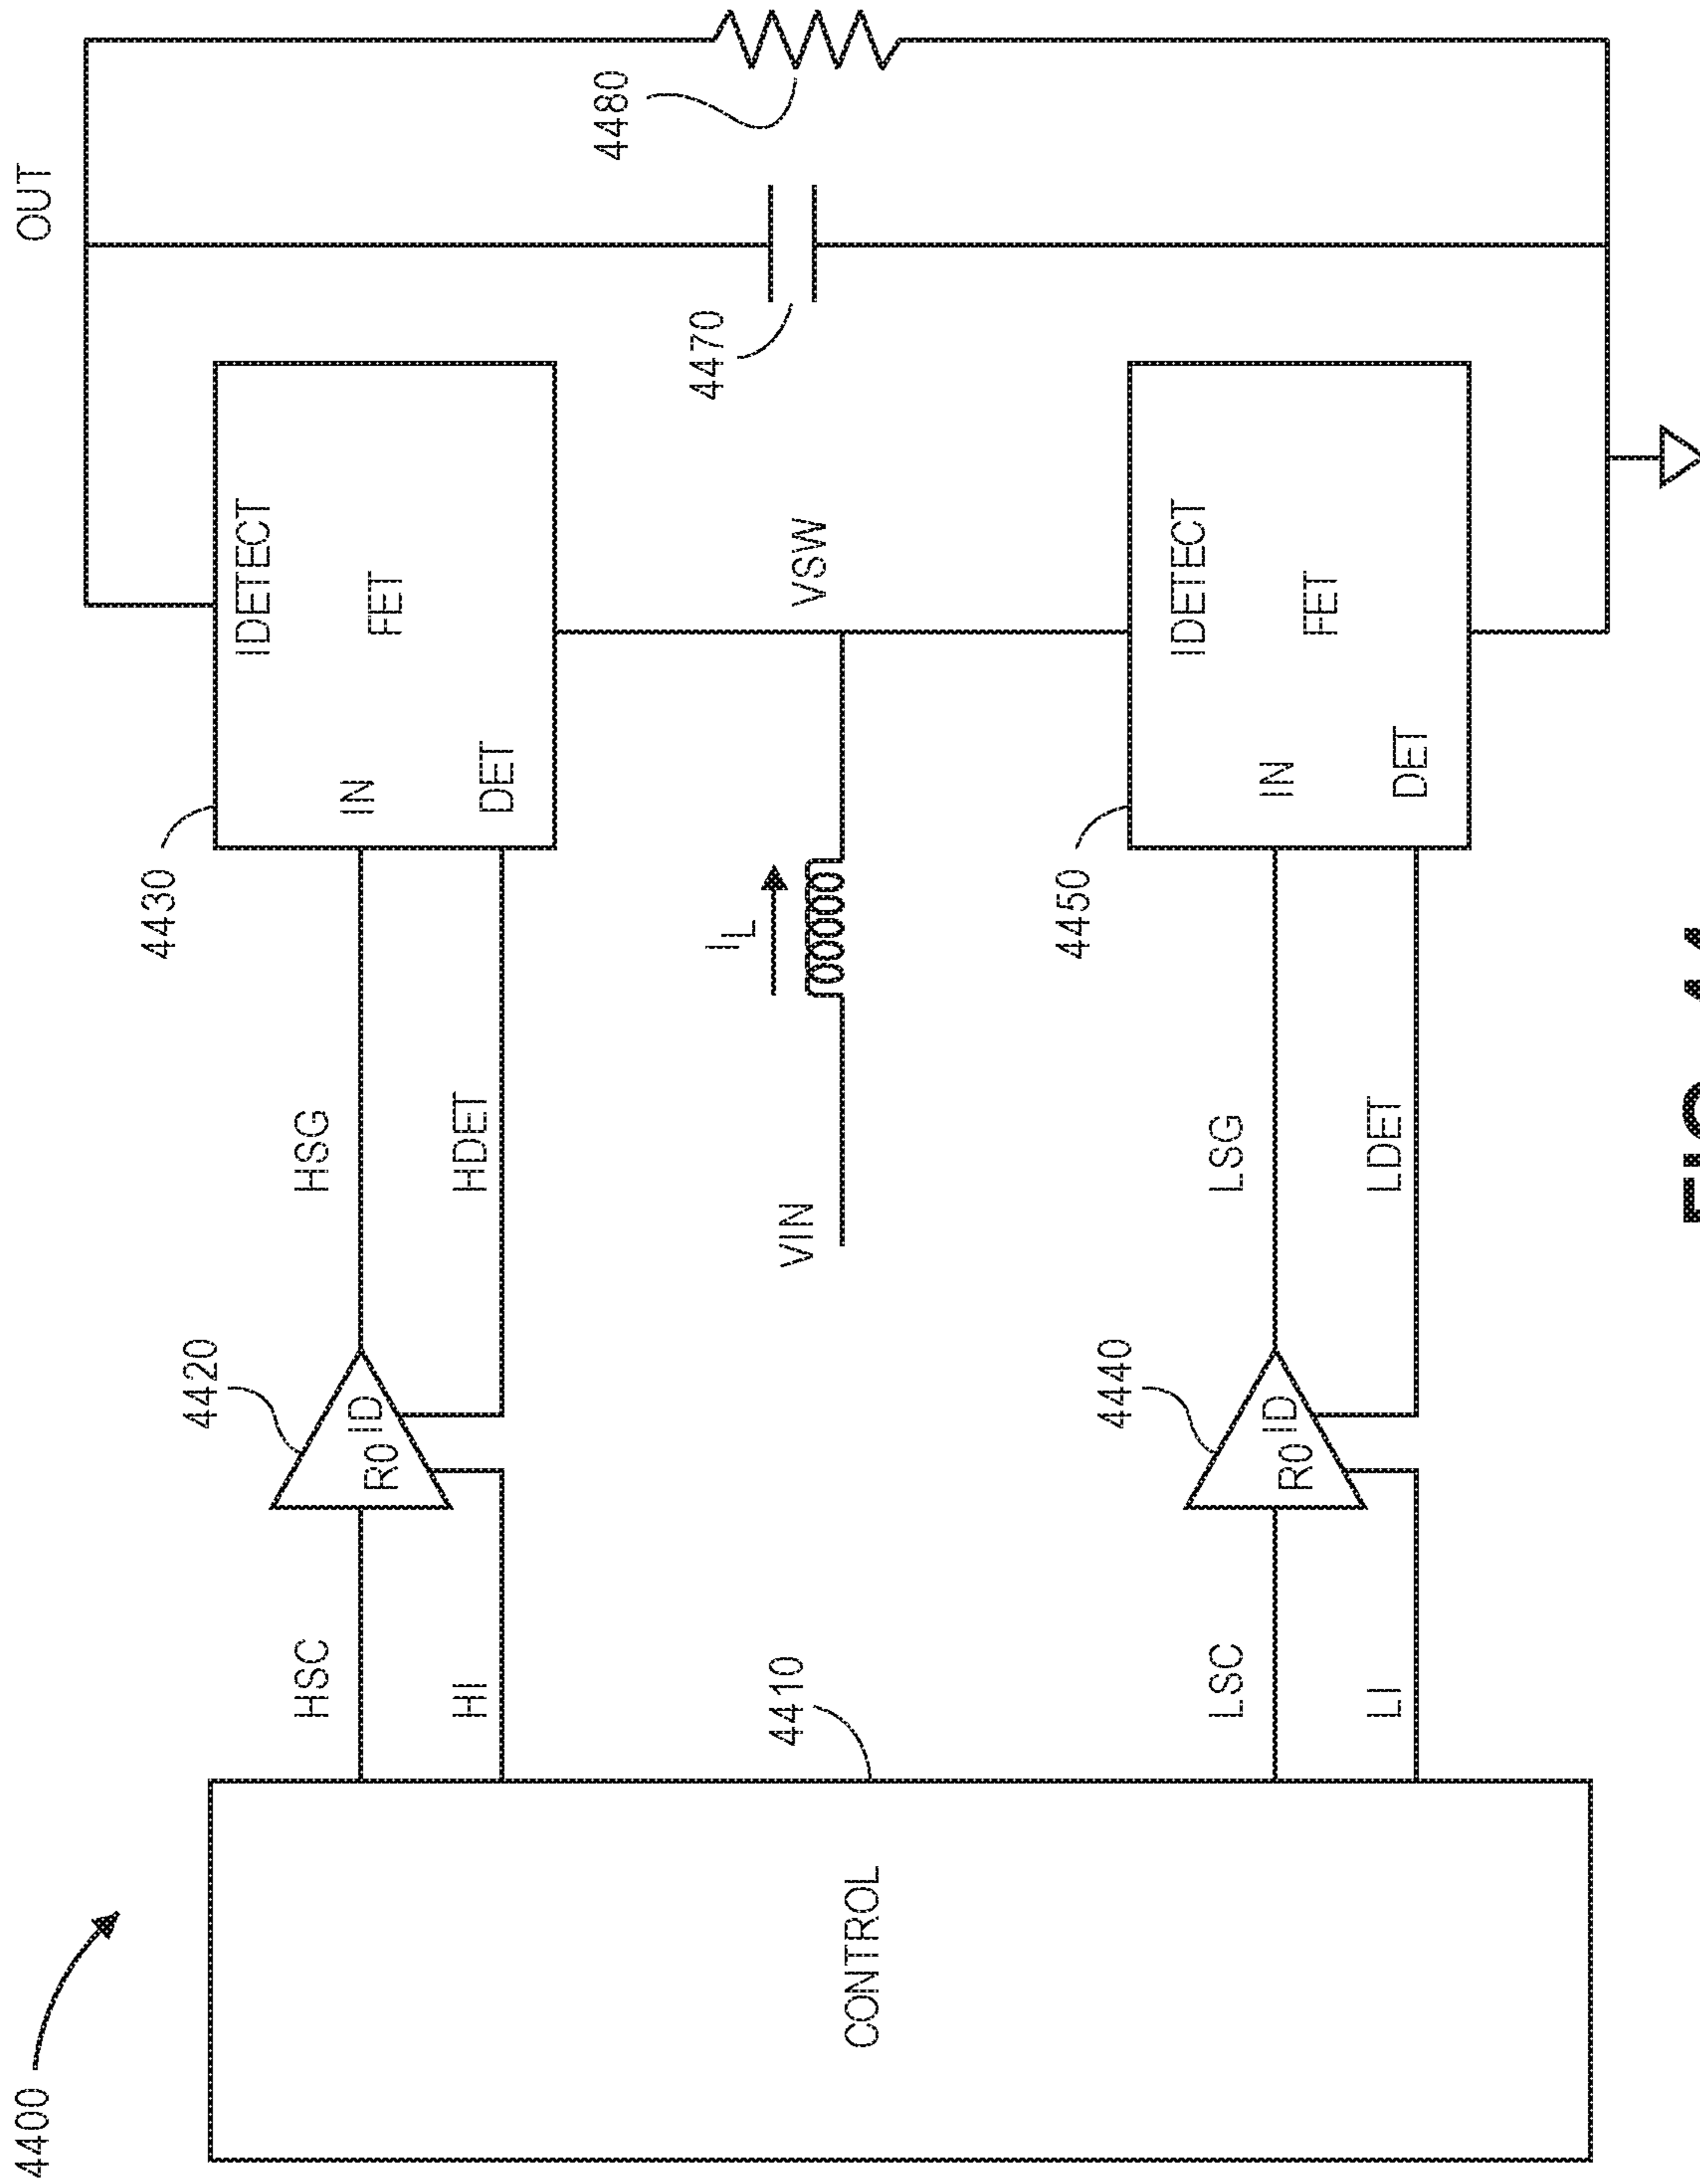 4400
OUT
4420
4430
HSC
HSG
IDETECT
R0
ID
IN
FET
HI
HDET
DET
4480
4470
4410
I_L
VSW
VIN
CONTROL
4440
4450
LSC
LSG
IDETECT
R0
ID
IN
FET
LI
LDET
DET